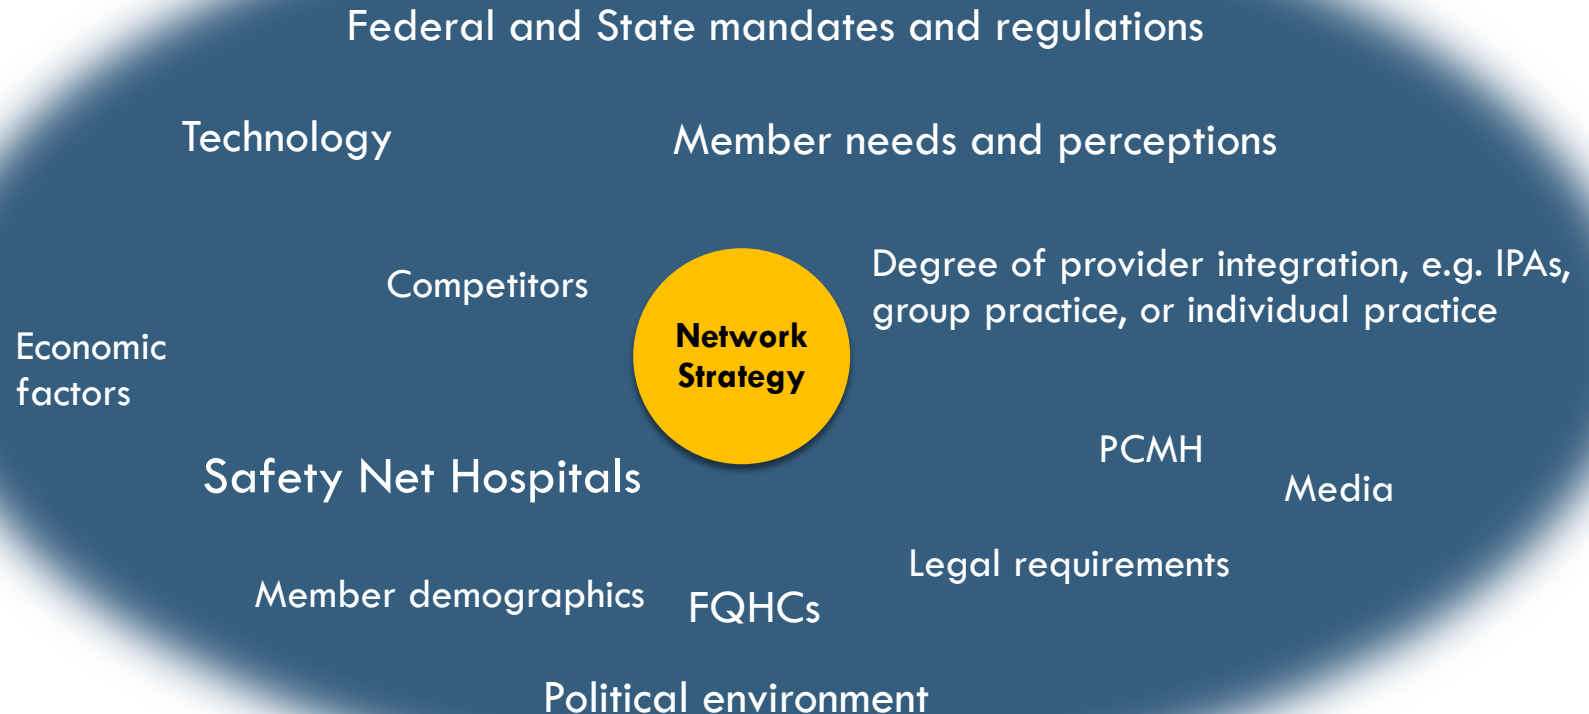 Federal and State mandates and regulations
Technology
Member needs and perceptions
Competitors
Degree of provider integration, e.g. IPAs,
group practice, or individual practice
Economic
factors
Network
Strategy
Safety Net Hospitals
PCMH
Media
Legal requirements
Member demographics
FQHCs
Political environment